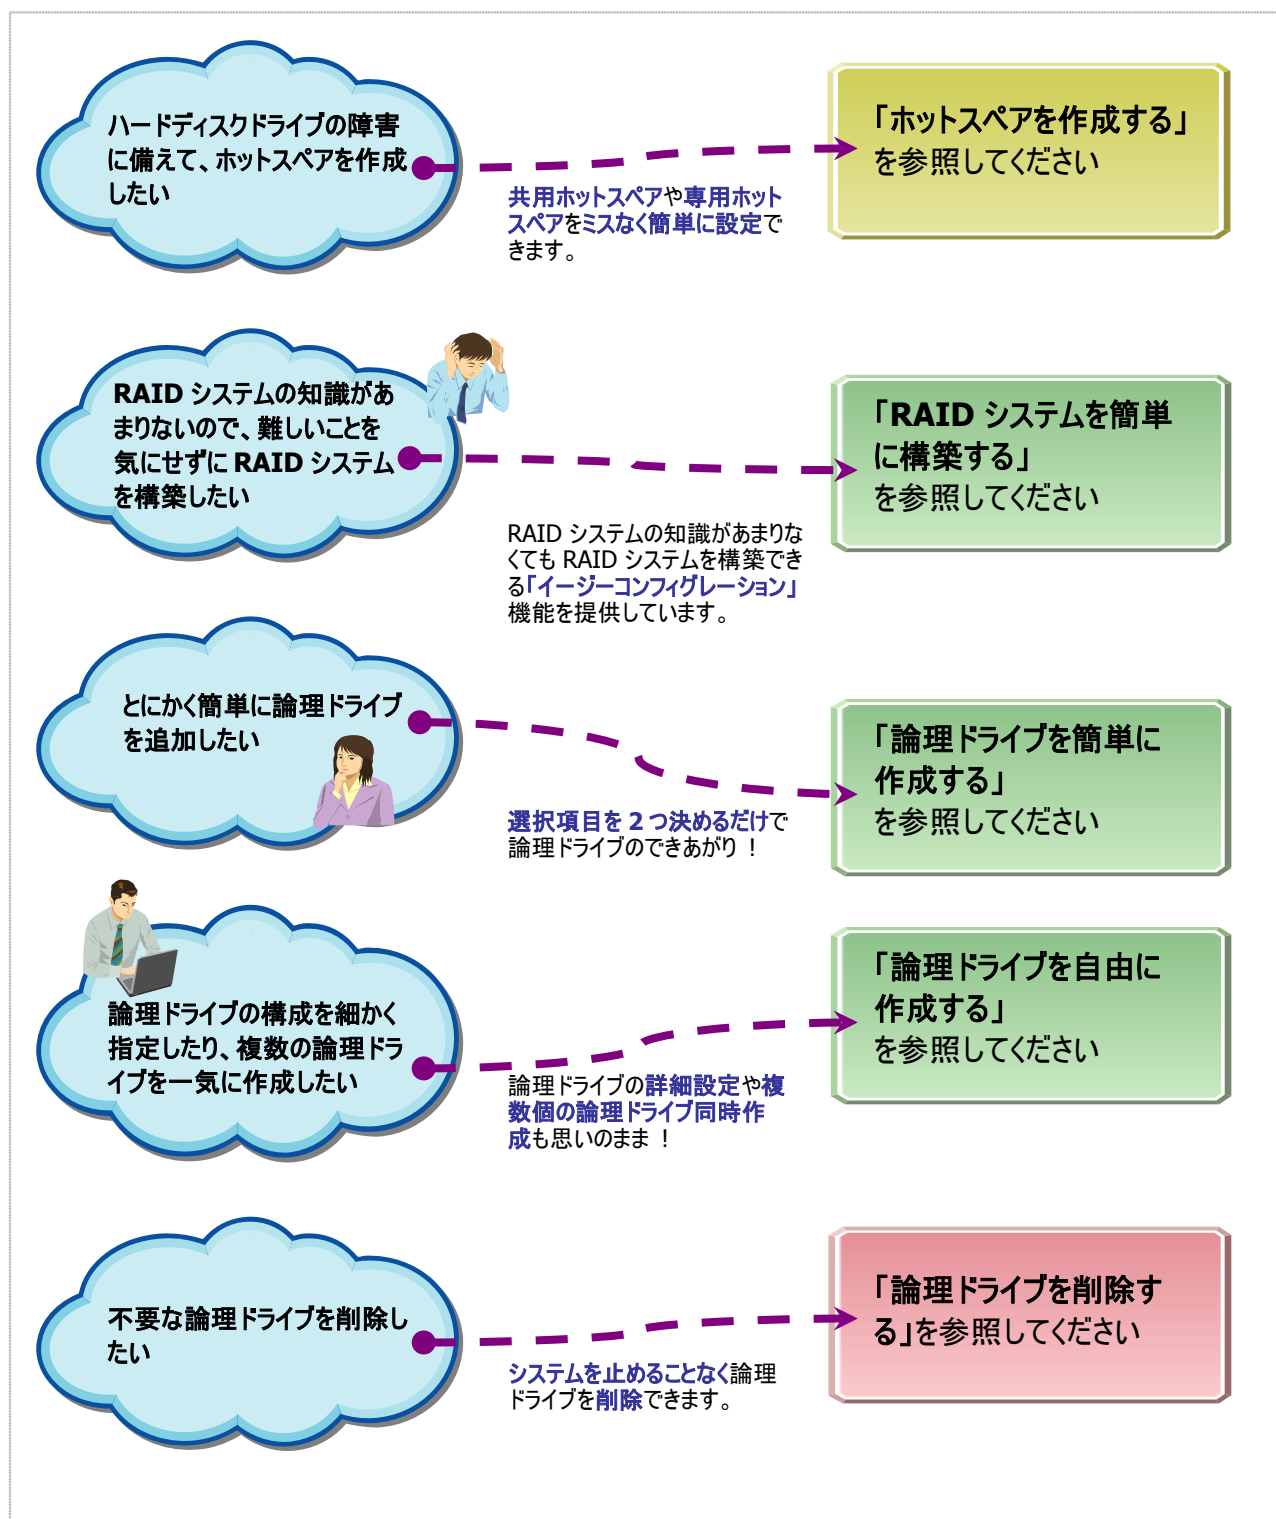 ハードディスクドライブの障害
に備えて、ホットスペアを作成
したい
「ホットスペアを作成する」
を参照してください
共用ホットスペアや専用ホット
スペアをミスなく簡単に設定で
きます。
RAID システムの知識があ
まりないので、難しいことを
気にせずに RAID システム
を構築したい
「RAID システムを簡単
に構築する」
を参照してください
RAID システムの知識があまりな
くても RAID システムを構築でき
る「イージーコンフィグレーション」
機能を提供しています。
とにかく簡単に論理ドライブ
を追加したい
「論理ドライブを簡単に
作成する」
を参照してください
選択項目を 2 つ決めるだけで
論理ドライブのできあがり！
論理ドライブの構成を細かく
指定したり、複数の論理ドラ
イブを一気に作成したい
「論理ドライブを自由に
作成する」
を参照してください
論理ドライブの詳細設定や複
数個の論理ドライブ同時作
成も思いのまま！
不要な論理ドライブを削除し
たい
「論理ドライブを削除す
る」を参照してください
システムを止めることなく論理
ドライブを削除できます。